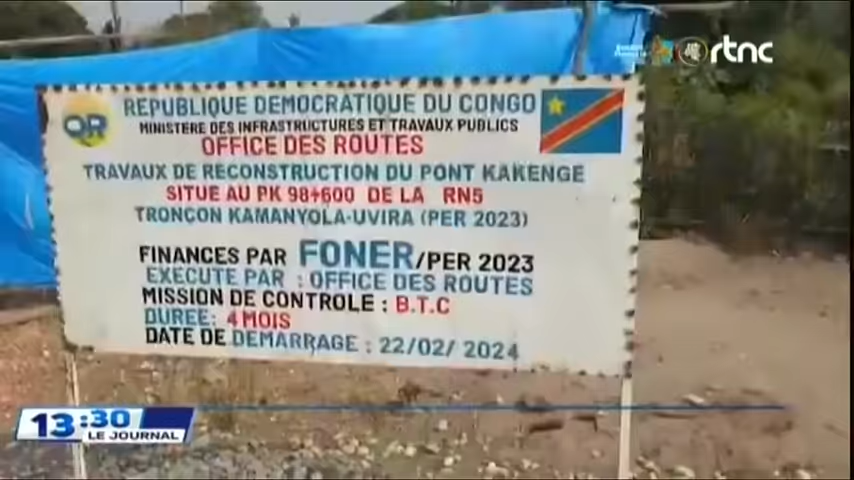 rtnc
OR
REPUBLIQUE DEMOCRATIQUE DU CONGO
MINISTERE DES INFRASTRUCTURES ET TRAVAUX PUBLICS
OFFICE DES ROUTES
TRAVAUX DE RECONSTRUCTION DU PONT KAKENGE
SITUE AU PK 98+600 DE LA RN5
TRONCON KAMANYOLA-UVIRA (PER 2023)
FINANCES PAR FONER/PER 2023
EXECUTE PAR : OFFICE DES ROUTES
MISSION DE CONTROLE : B.T.C
DUREE: 4 MOIS
DATE DE DEMARRAGE : 22/02/2024
13:30
LE JOURNAL